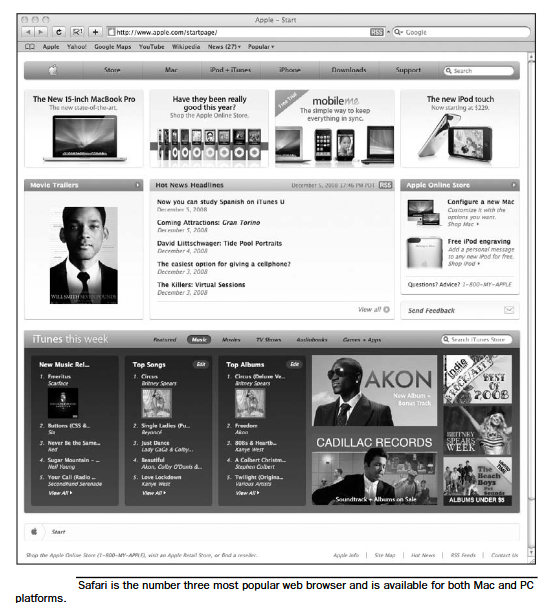 Apple – Start
http://www.apple.com/startpage/
RSS
Google
Apple Yahoo! Google Maps YouTube Wikipedia News (27) Popular
Store Mac iPod + iTunes iPhone Downloads Support Search
The New 15-inch MacBook Pro
The new state-of-the-art.
Have they been really
good this year?
Shop the Apple Online Store.
Free Trial
mobileme
The simple way to keep
everything in sync.
The new iPod touch
Now starting at $229.
Movie Trailers
WILL SMITH SEVEN POUNDS
Hot News Headlines December 5, 2008 12:46 PM PDT RSS
Now you can study Spanish on iTunes U
December 5, 2008
Coming Attractions: Gran Torino
December 5, 2008
David Liittschwager: Tide Pool Portraits
December 4, 2008
The easiest option for giving a cellphone?
December 3, 2008
The Killers: Virtual Sessions
December 3, 2008
View all
Apple Online Store
Configure a new Mac
Customize it with the
options you want.
Shop Mac
Free iPod engraving
Add a personal message
to any new iPod for free.
Shop iPod
Questions? Advice? 1-800-MY-APPLE
Send Feedback
iTunes this week Featured Music Movies TV Shows Audiobooks Games + Apps Search iTunes Store
New Music Rel...
1. Emeritus
Scarface
2. Buttons (CSS &...
Sia
3. Never Be the Same...
Red
4. Sugar Mountain – ...
Neil Young
5. Your Call (Radio ...
Secondhand Serenade
View All
Top Songs Edit
1. Circus
Britney Spears
2. Single Ladies (Pu...
Beyoncé
3. Just Dance
Lady GaGa & Colby...
4. Beautiful
Akon, Colby O'Donis &...
5. Love Lockdown
Kanye West
View All
Top Albums Edit
1. Circus (Deluxe Ve...
Britney Spears
2. Freedom
Akon
3. 808s & Heartb...
Kanye West
4. A Colbert Christm...
Stephen Colbert
5. Twilight (Origina...
Various Artists
View All
AKON
New Album +
Bonus Track
CADILLAC RECORDS
Soundtrack + Albums on Sale
indie
BEST
OF
2008
BRITNEY
SPEARS
WEEK
The
Beach
Boys
ALBUMS UNDER $5
Start
Shop the Apple Online Store (1-800-MY-APPLE), visit an Apple Retail Store, or find a reseller.
Apple Info | Site Map | Hot News | RSS Feeds | Contact Us
Safari is the number three most popular web browser and is available for both Mac and PC
platforms.